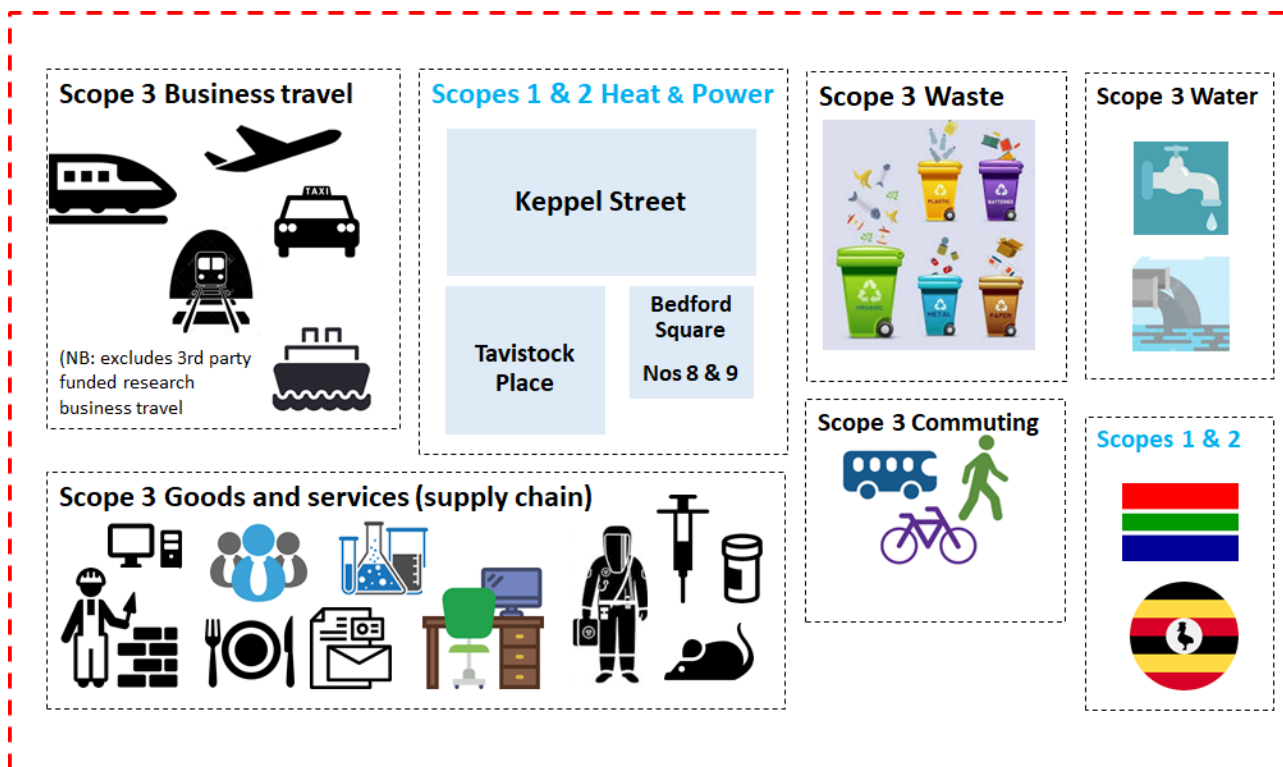 Scope 3 Business travel
TAXI
(NB: excludes 3rd party
funded research
business travel
Scopes 1 & 2 Heat & Power
Keppel Street
Tavistock
Place
Bedford
Square
Nos 8 & 9
Scope 3 Waste
PLASTIC
BATTERIES
ORGANIC
METAL
PAPER
Scope 3 Water
Scope 3 Goods and services (supply chain)
Scope 3 Commuting
Scopes 1 & 2